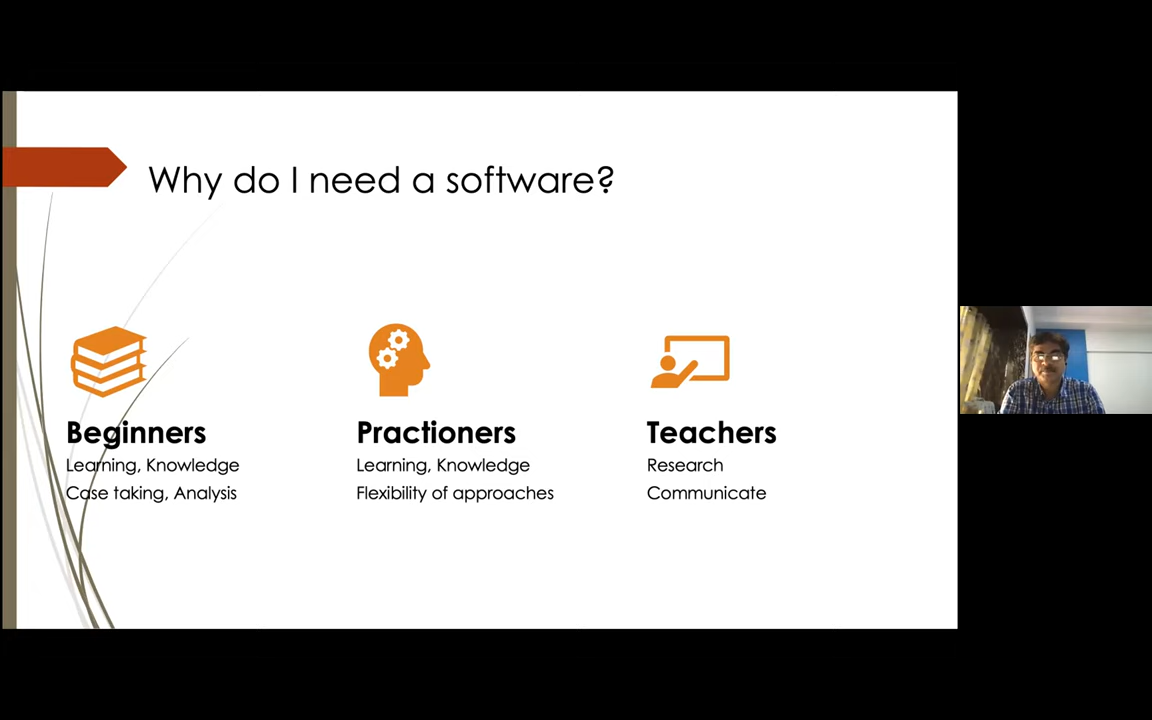 Why do I need a software?
Beginners
Learning, Knowledge
Case taking, Analysis
Practioners
Learning, Knowledge
Flexibility of approaches
Teachers
Research
Communicate